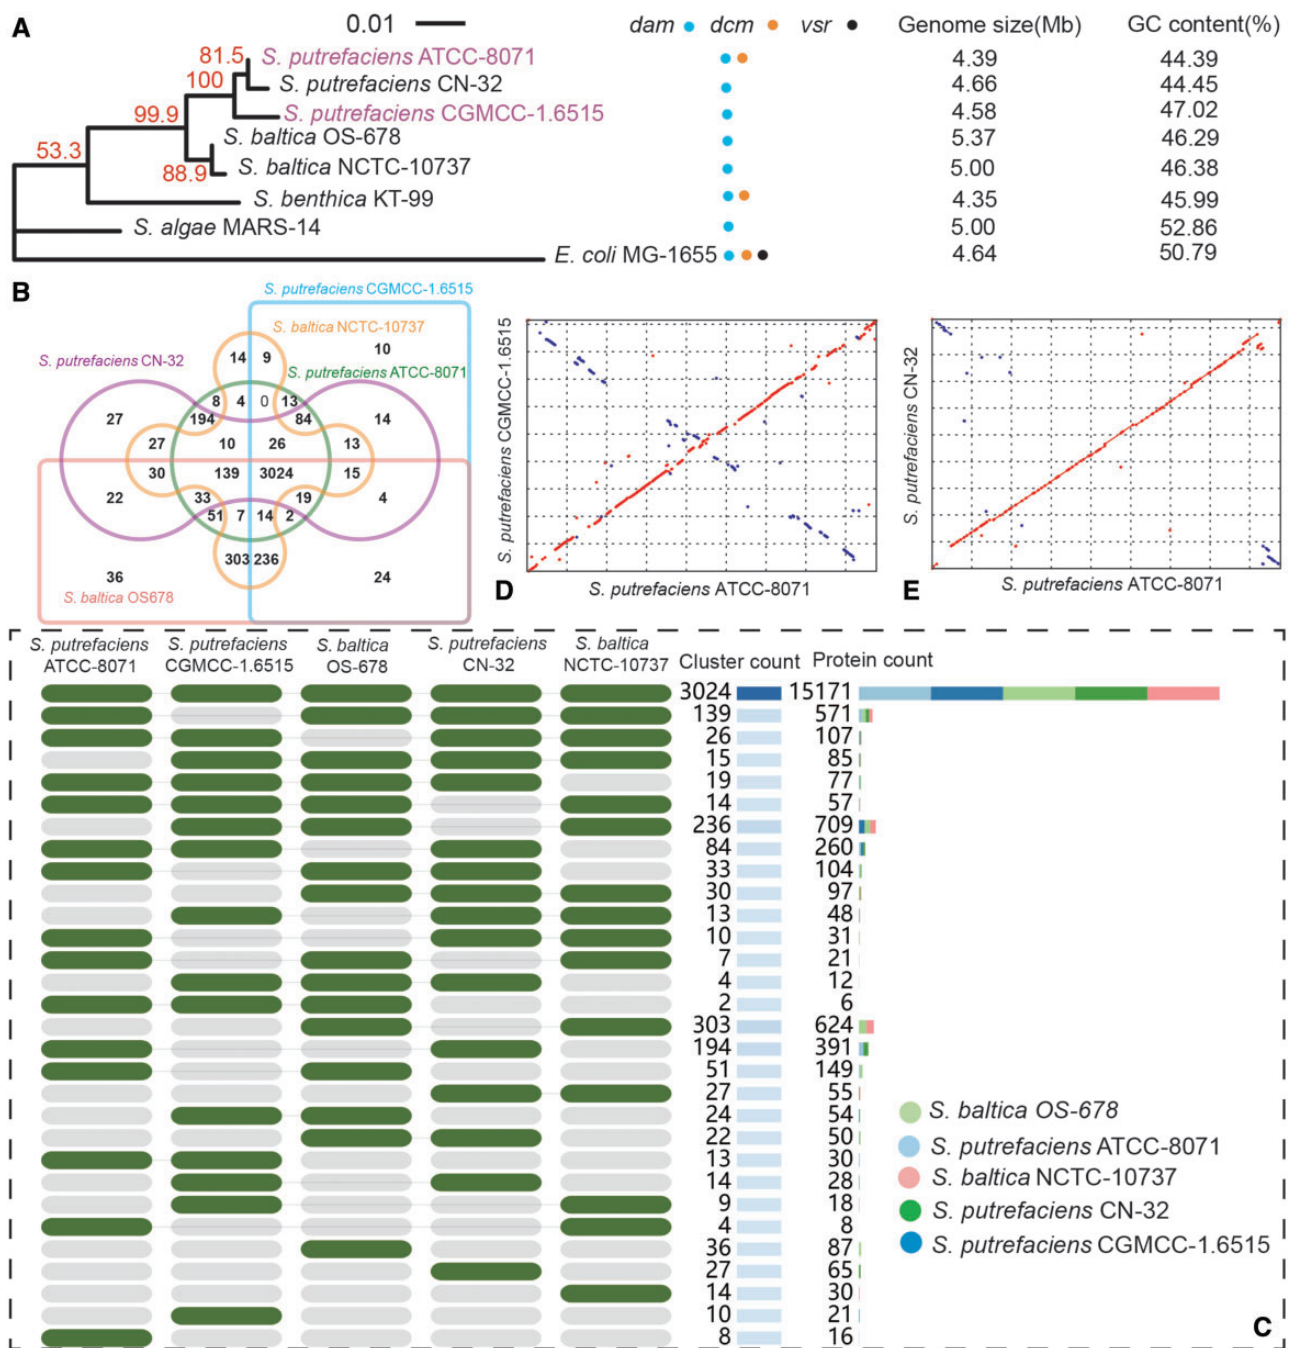 A
0.01
dam dcm vsr Genome size(Mb) GC content(%)
81.5 S. putrefaciens ATCC-8071 4.39 44.39
100 S. putrefaciens CN-32 4.66 44.45
99.9 S. putrefaciens CGMCC-1.6515 4.58 47.02
S. baltica OS-678 5.37 46.29
53.3
88.9 S. baltica NCTC-10737 5.00 46.38
S. benthica KT-99 4.35 45.99
S. algae MARS-14 5.00 52.86
E. coli MG-1655 4.64 50.79
B
S. putrefaciens CGMCC-1.6515
S. baltica NCTC-10737
S. putrefaciens CN-32
S. putrefaciens ATCC-8071
14 9 10
8 4 0 13
27 194 84 14
27 10 26 13
30 139 3024 15
22 33 19 4
51 7 14 2
303 236
36 24
S. baltica OS678
S. putrefaciens CGMCC-1.6515
S. putrefaciens ATCC-8071
D
S. putrefaciens CN-32
S. putrefaciens ATCC-8071
E
S. putrefaciens ATCC-8071
S. putrefaciens CGMCC-1.6515
S. baltica OS-678
S. putrefaciens CN-32
S. baltica NCTC-10737
Cluster count Protein count
3024 15171
139 571
26 107
15 85
19 77
14 57
236 709
84 260
33 104
30 97
13 48
10 31
7 21
4 12
2 6
303 624
194 391
51 149
27 55
24 54
22 50
13 30
14 28
9 18
4 8
36 87
27 65
14 30
10 21
8 16
S. baltica OS-678
S. putrefaciens ATCC-8071
S. baltica NCTC-10737
S. putrefaciens CN-32
S. putrefaciens CGMCC-1.6515
C